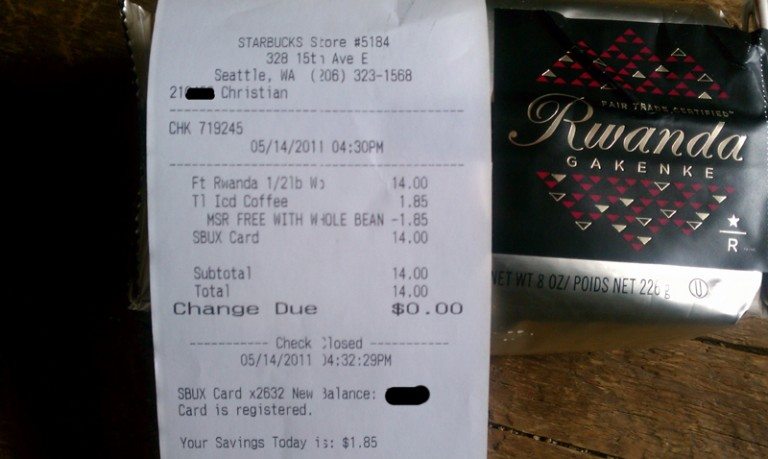 STARBUCKS Store #5184
328 15th Ave E
Seattle, WA (206) 323-1568
Christian
CHK 719245
05/14/2011 04:30PM
Ft Rwanda 1/2lb Wb 14.00
Tl Icd Coffee 1.85
MSR FREE WITH WHOLE BEAN -1.85
SBUX Card 14.00
Subtotal 14.00
Total 14.00
Change Due $0.00
Check Closed
05/14/2011 04:32:29PM
SBUX Card x2632 New Balance:
Card is registered.
Your Savings Today is: $1.85
FAIR TRADE CERTIFIED™
Rwanda
GAKENKE
R
NET WT 8 OZ/ POIDS NET 226 g
U